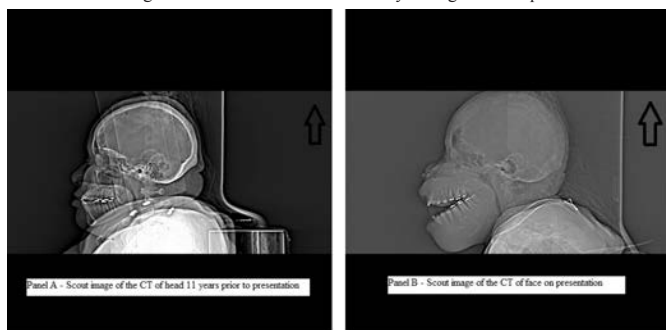 Panel A - Scout image of the CT of head 11 years prior to presentation
Panel B - Scout image of the CT of face on presentation